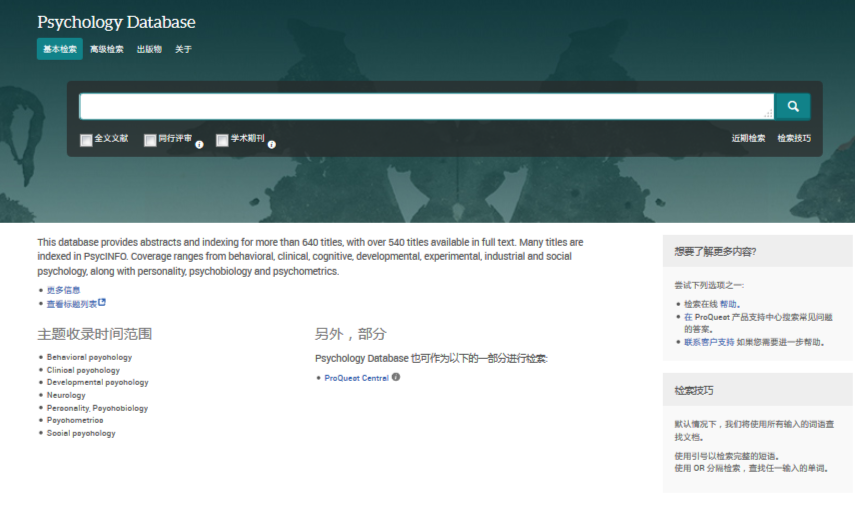 Psychology Database
基本检索 高级检索 出版物 关于
全文文献 同行评审 学术期刊 近期检索 检索技巧
This database provides abstracts and indexing for more than 640 titles, with over 540 titles available in full text. Many titles are
indexed in PsycINFO. Coverage ranges from behavioral, clinical, cognitive, developmental, experimental, industrial and social
psychology, along with personality, psychobiology and psychometrics.
更多信息
查看标题列表
主题收录时间范围
Behavioral psychology
Clinical psychology
Developmental psychology
Neurology
Personality, Psychobiology
Psychometrics
Social psychology
另外，部分
Psychology Database 也可作为以下的一部分进行检索:
ProQuest Central
想要了解更多内容?
尝试下列选项之一:
检索在线 帮助。
在 ProQuest 产品支持中心搜索常见问题
的答案。
联系客户支持 如果您需要进一步帮助。
检索技巧
默认情况下，我们将使用所有输入的词语查
找文档。
使用引号以检索完整的短语。
使用 OR 分隔检索，查找任一输入的单词。